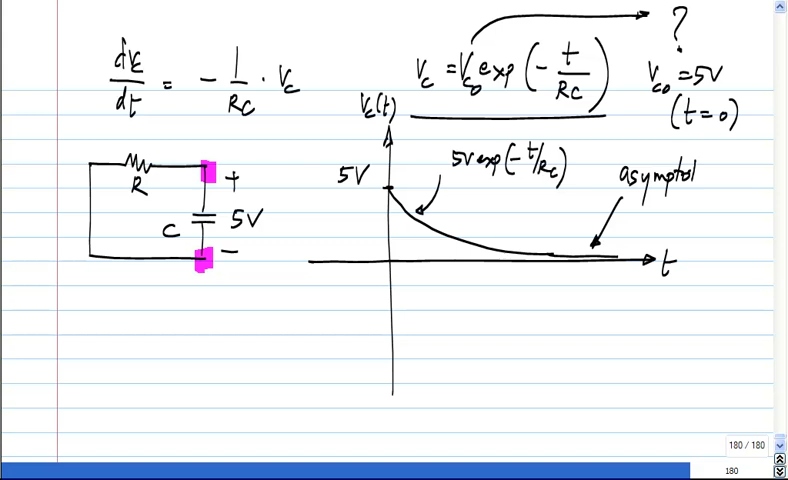 dVc/dt = - 1/RC · Vc
Vc = Vc0 exp(- t/RC)
?
Vc0 = 5V
(t=0)
Vc(t)
5V
5V exp(-t/RC)
asymptot
R
+
C
5V
-
t
180 / 180
180